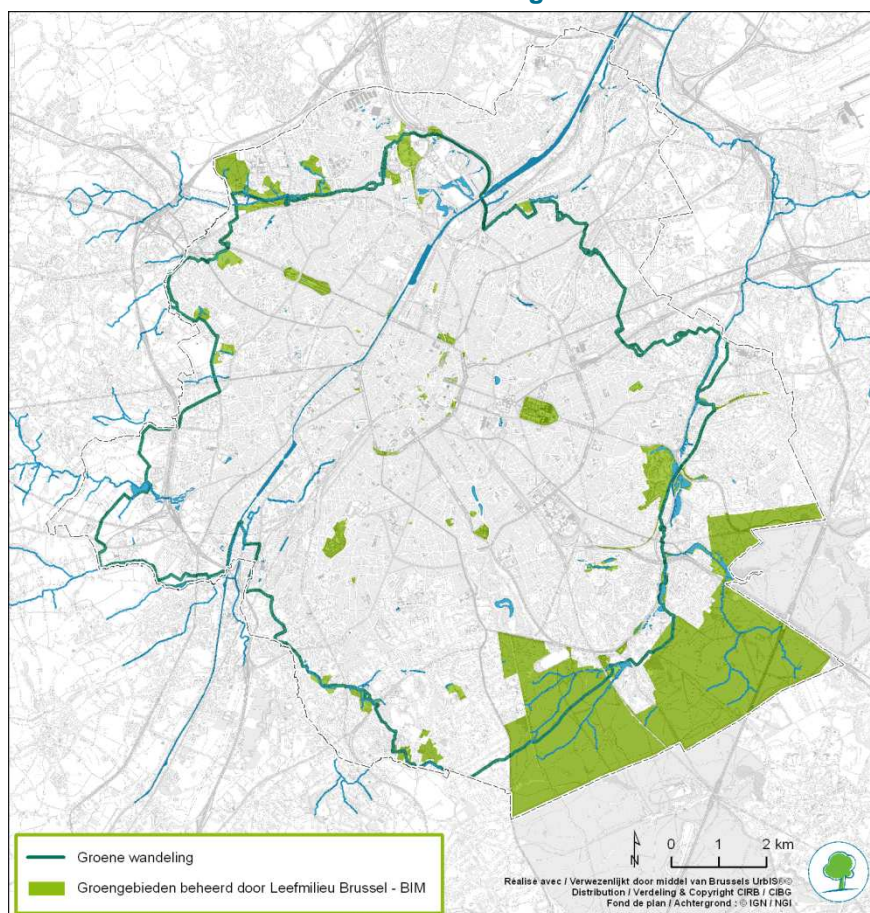 Groene wandeling
Groengebieden beheerd door Leefmilieu Brussel - BIM
N
0 1 2 km
Réalisé avec / Verwezenlijkt door middel van Brussels UrbIS®©
Distribution / Verdeling & Copyright CIRB / CIBG
Fond de plan / Achtergrond : © IGN / NGI